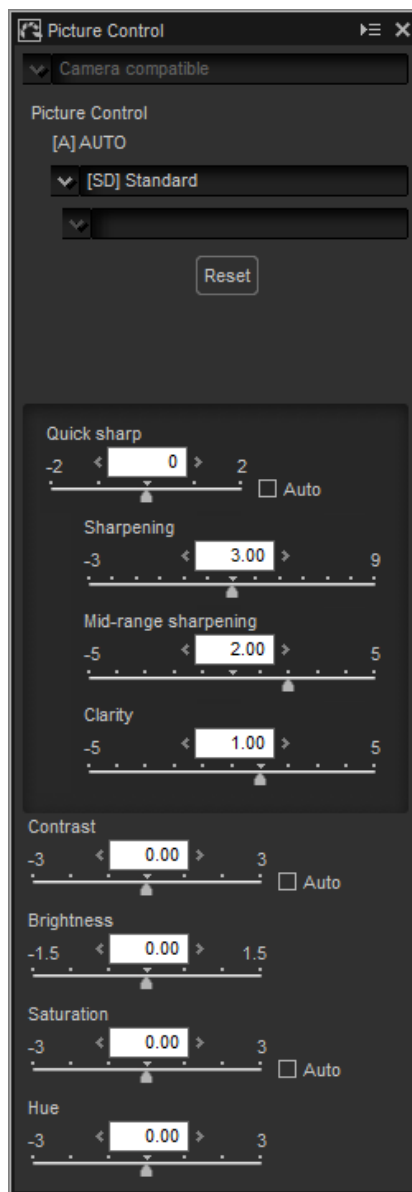 Picture Control
Camera compatible
Picture Control
[A] AUTO
[SD] Standard
Reset
Quick sharp
-2 < 0 > 2
Auto
Sharpening
-3 < 3.00 > 9
Mid-range sharpening
-5 < 2.00 > 5
Clarity
-5 < 1.00 > 5
Contrast
-3 < 0.00 > 3
Auto
Brightness
-1.5 < 0.00 > 1.5
Saturation
-3 < 0.00 > 3
Auto
Hue
-3 < 0.00 > 3